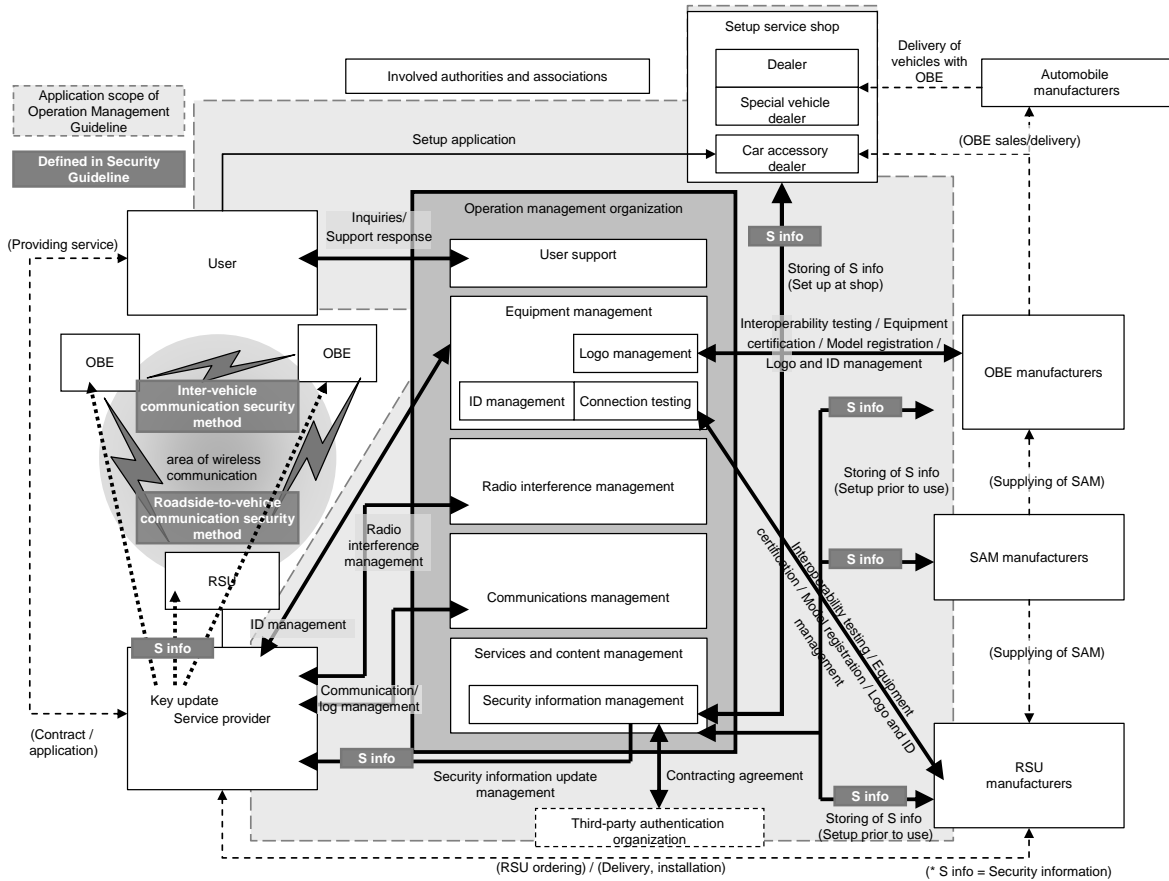 Setup service shop
Dealer
Special vehicle
dealer
Car accessory
dealer
Delivery of
vehicles with
OBE
Automobile
manufacturers
Involved authorities and associations
Application scope of
Operation Management
Guideline
Defined in Security
Guideline
Setup application
(OBE sales/delivery)
Operation management organization
Inquiries/
Support response
(Providing service)
User
User support
S info
Storing of S info
(Set up at shop)
Equipment management
Logo management
ID management
Connection testing
Interoperability testing / Equipment
certification / Model registration /
Logo and ID management
OBE manufacturers
OBE
OBE
Inter-vehicle
communication security
method
area of wireless
communication
Roadside-to-vehicle
communication security
method
RSU
S info
Storing of S info
(Setup prior to use)
(Supplying of SAM)
Radio interference management
Radio
interference
management
S info
SAM manufacturers
Interoperability testing / Equipment
certification / Model registration / Logo and ID
management
Communications management
ID management
S info
Key update
Service provider
Communication/
log management
Services and content management
Security information management
(Supplying of SAM)
(Contract /
application)
S info
Security information update
management
Contracting agreement
S info
Storing of S info
(Setup prior to use)
RSU
manufacturers
Third-party authentication
organization
(RSU ordering) / (Delivery, installation)
(* S info = Security information)